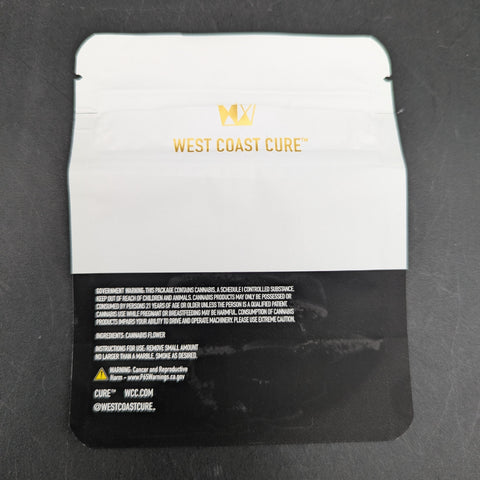 WEST COAST CURE™
GOVERNMENT WARNING: THIS PACKAGE CONTAINS CANNABIS, A SCHEDULE I CONTROLLED SUBSTANCE.
KEEP OUT OF REACH OF CHILDREN AND ANIMALS. CANNABIS PRODUCTS MAY ONLY BE POSSESSED OR
CONSUMED BY PERSONS 21 YEARS OF AGE OR OLDER UNLESS THE PERSON IS A QUALIFIED PATIENT.
CANNABIS USE WHILE PREGNANT OR BREASTFEEDING MAY BE HARMFUL. CONSUMPTION OF CANNABIS
PRODUCTS IMPAIRS YOUR ABILITY TO DRIVE AND OPERATE MACHINERY. PLEASE USE EXTREME CAUTION.
INGREDIENTS: CANNABIS FLOWER
INSTRUCTIONS FOR USE: REMOVE SMALL AMOUNT
NO LARGER THAN A MARBLE, SMOKE AS DESIRED.
WARNING: Cancer and Reproductive
Harm - www.P65Warnings.ca.gov
CURE™ WCC.COM
@WESTCOASTCURE_